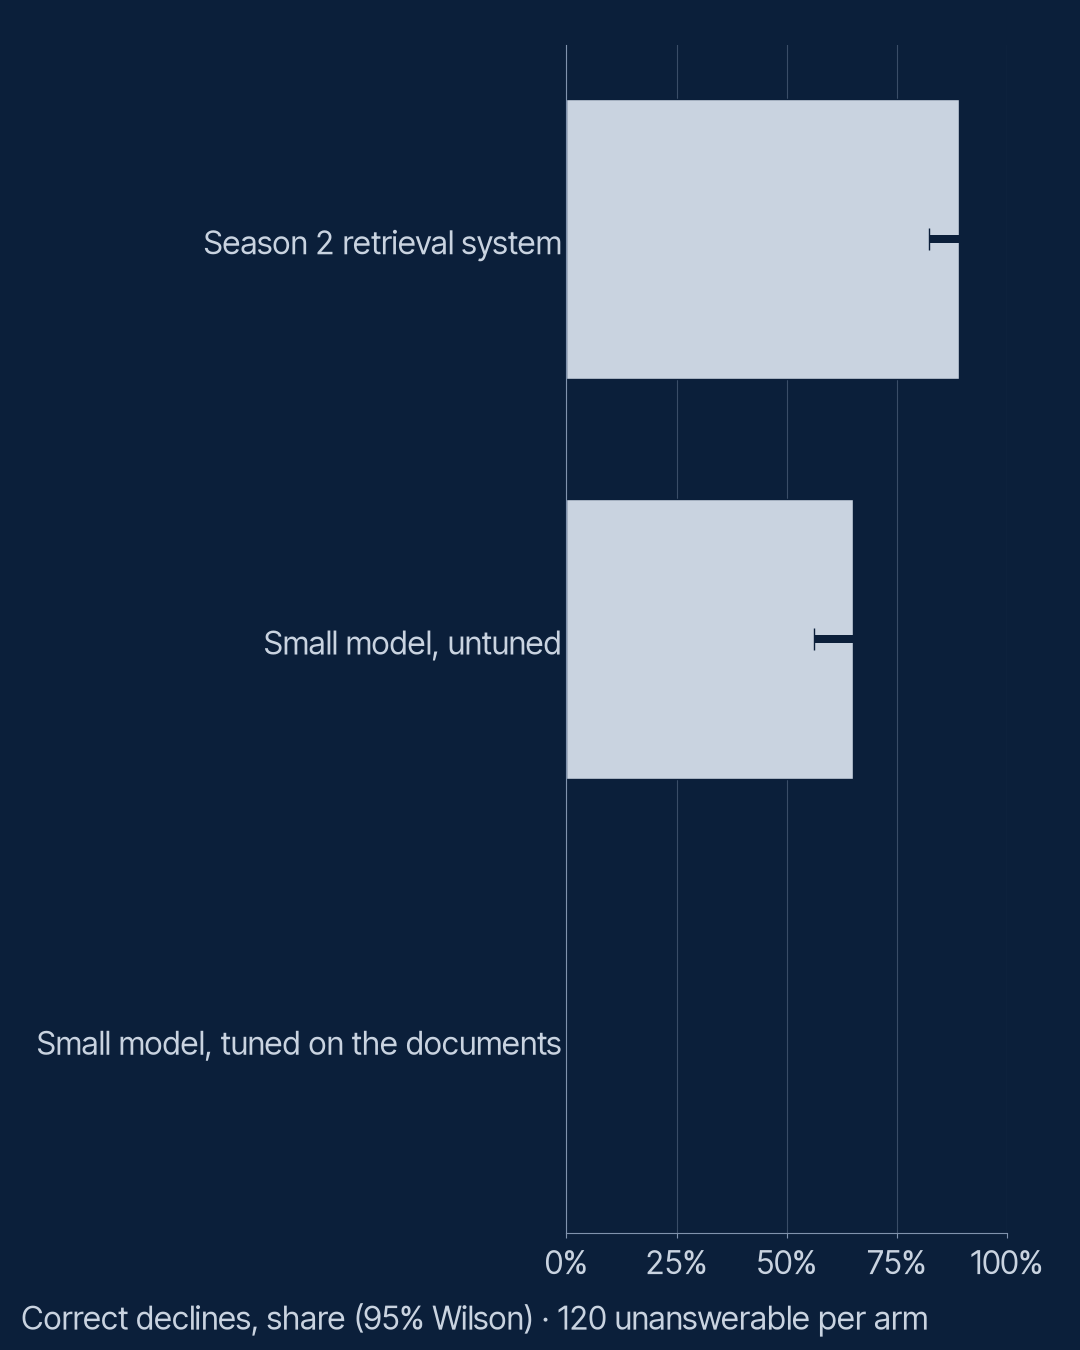 Season 2 retrieval system
Small model, untuned
Small model, tuned on the documents
0% 25% 50% 75% 100%
Correct declines, share (95% Wilson) · 120 unanswerable per arm